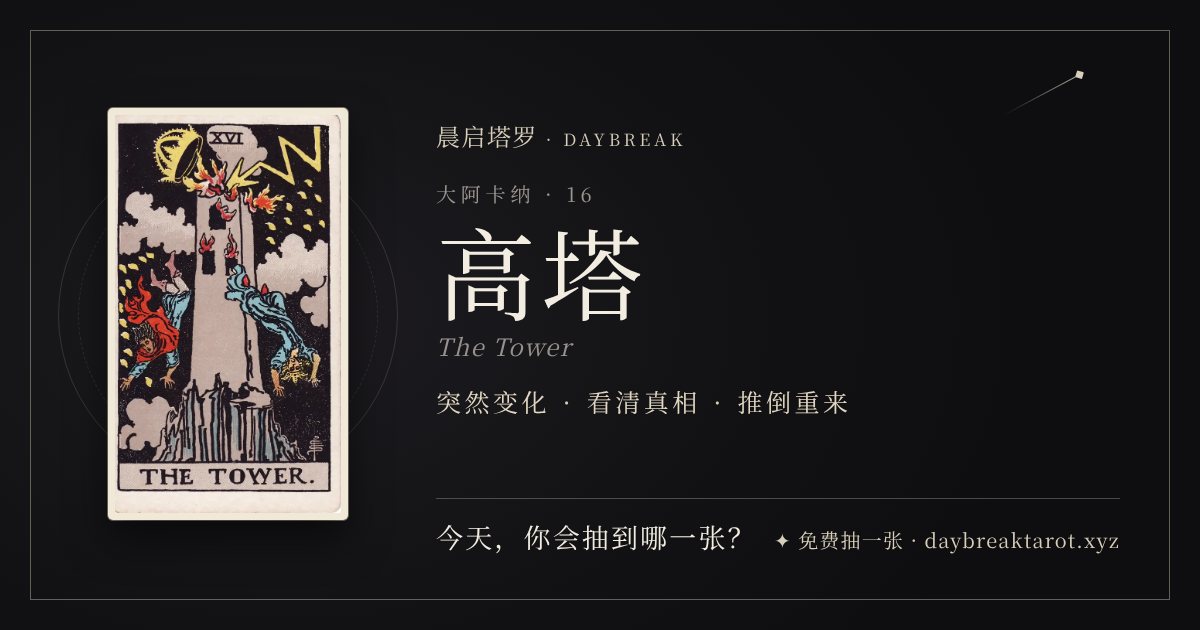 XVI
THE TOWER.
晨启塔罗 · DAYBREAK
大阿卡纳 · 16
高塔
The Tower
突然变化 · 看清真相 · 推倒重来
今天，你会抽到哪一张？
✦ 免费抽一张 · daybreaktarot.xyz